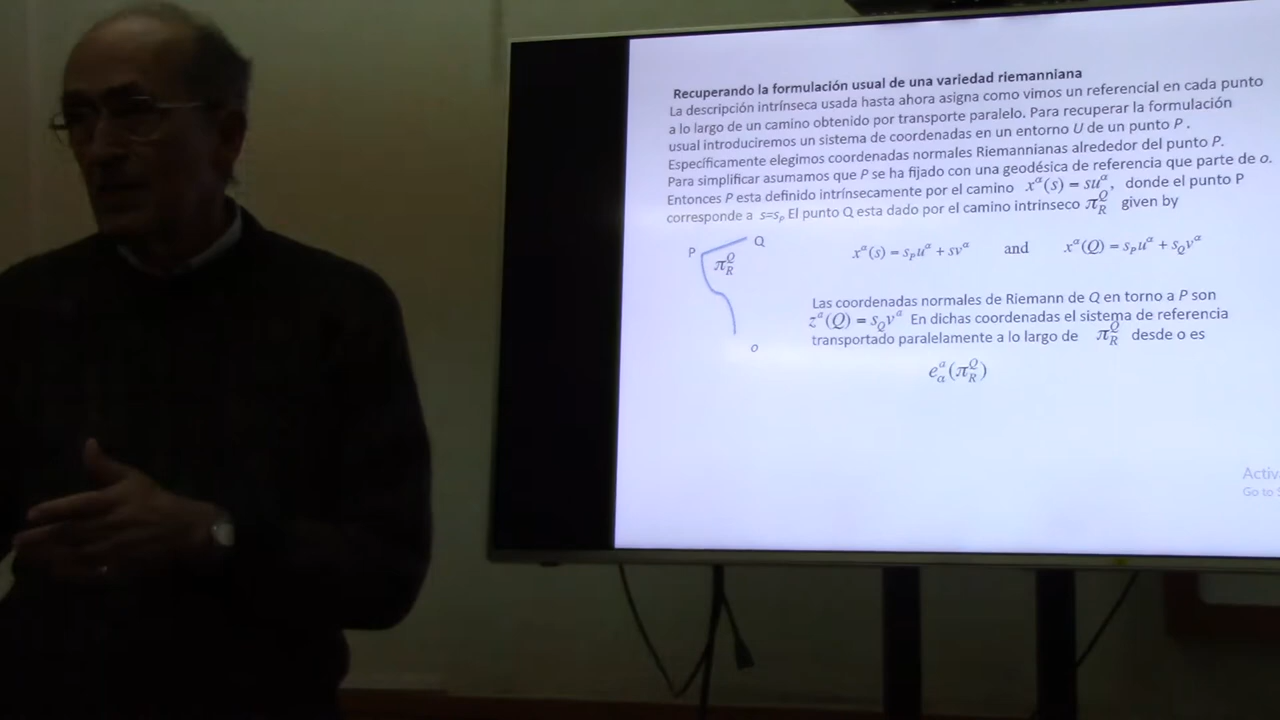 Recuperando la formulación usual de una variedad riemanniana
La descripción intrínseca usada hasta ahora asigna como vimos un referencial en cada punto
a lo largo de un camino obtenido por transporte paralelo. Para recuperar la formulación
usual introduciremos un sistema de coordenadas en un entorno U de un punto P .
Específicamente elegimos coordenadas normales Riemannianas alrededor del punto P.
Para simplificar asumamos que P se ha fijado con una geodésica de referencia que parte de o.
Entonces P esta definido intrínsecamente por el camino x^α(s) = su^α, donde el punto P
corresponde a s=s_p El punto Q esta dado por el camino intrinseco π_R^Q given by
P Q
π_R^Q
x^α(s) = s_P u^α + sv^α and x^α(Q) = s_P u^α + s_Q v^α
Las coordenadas normales de Riemann de Q en torno a P son
z^a(Q) = s_Q v^a En dichas coordenadas el sistema de referencia
transportado paralelamente a lo largo de π_R^Q desde o es
o
e_α^a(π_R^Q)
Activ
Go to S